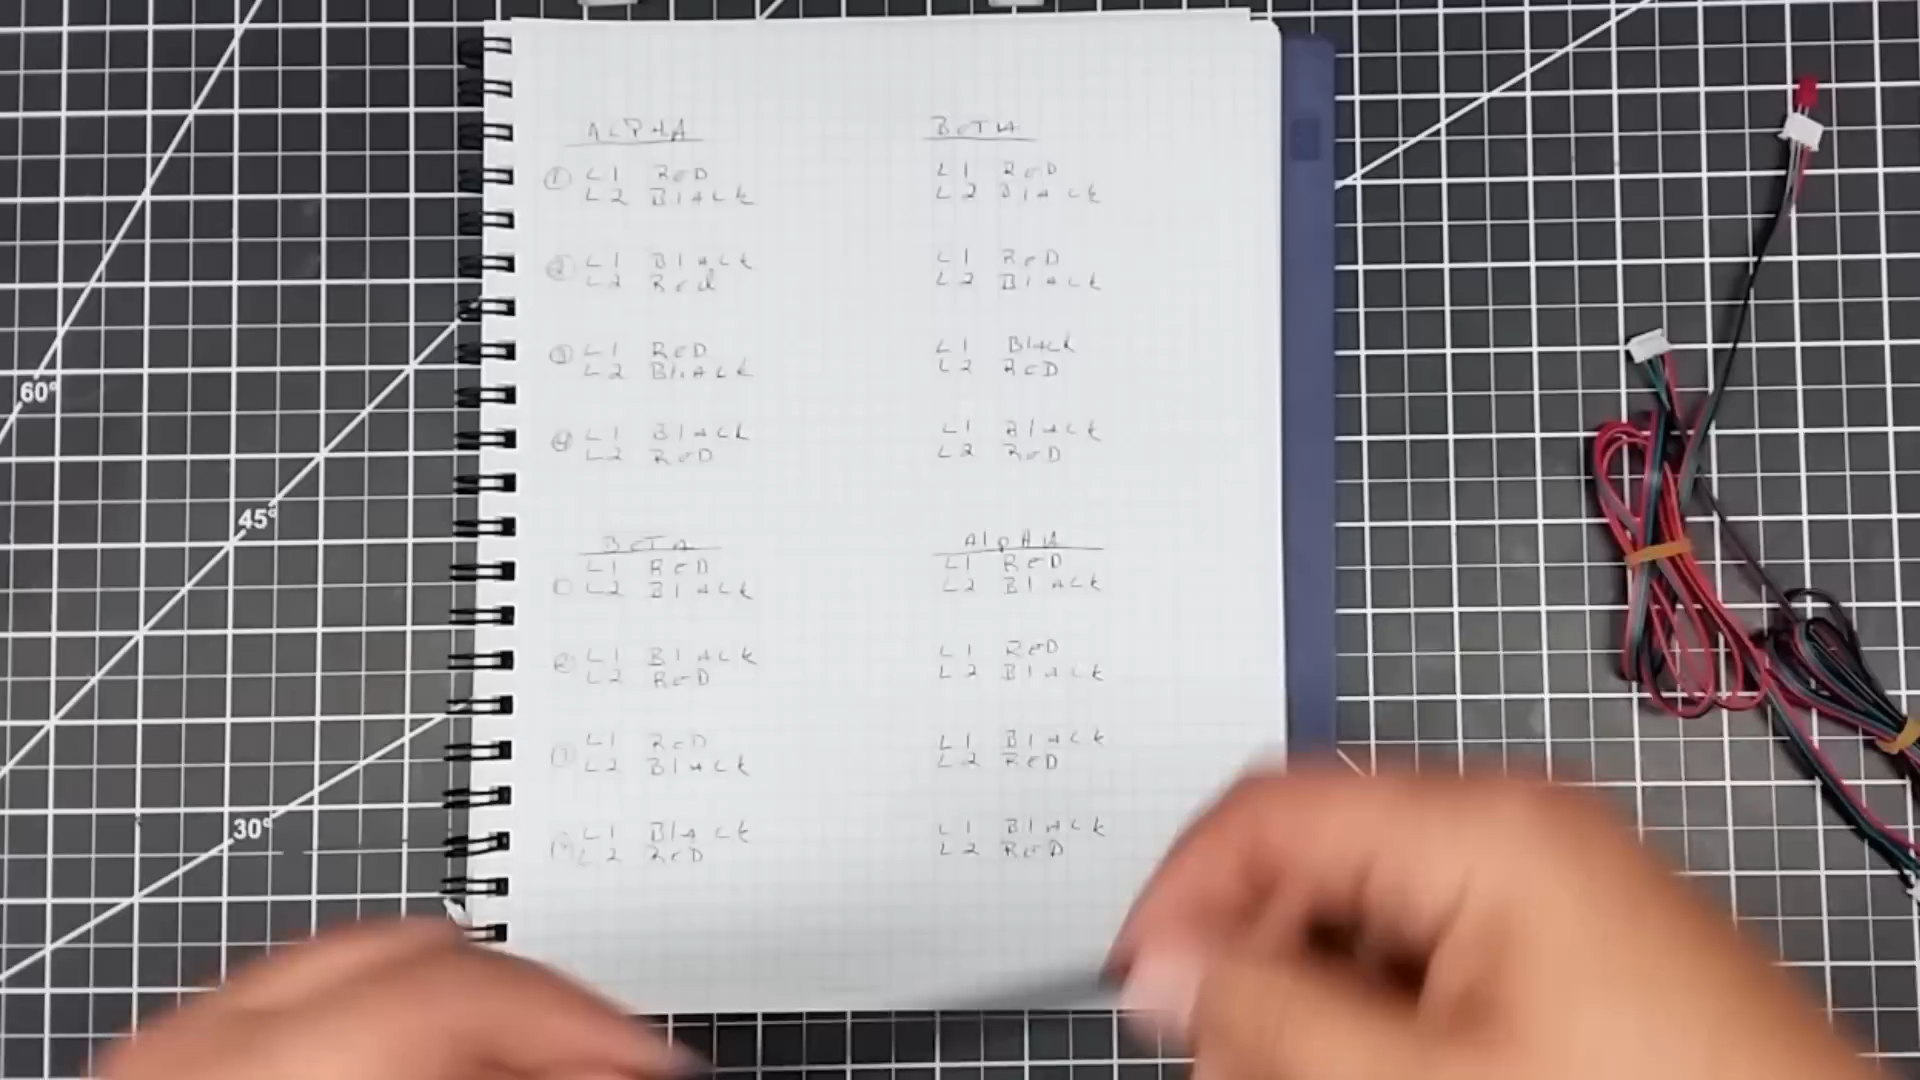 ALPHA BeTA
① L1 ReD L1 ReD
L2 BlACk L2 BlACk
② L1 BlACk L1 ReD
L2 Red L2 BlACk
③ L1 ReD L1 BlACk
L2 BlACk L2 ReD
④ L1 BlACk L1 BlACk
L2 ReD L2 ReD
BeTA AlpHA
L1 ReD L1 ReD
① L2 BlACk L2 BlACk
② L1 BlACk L1 ReD
L2 ReD L2 BlACk
③ L1 ReD L1 BlACk
L2 BlACk L2 ReD
④ L1 BlACk L1 BlACk
L2 ReD L2 ReD
60°
45°
30°